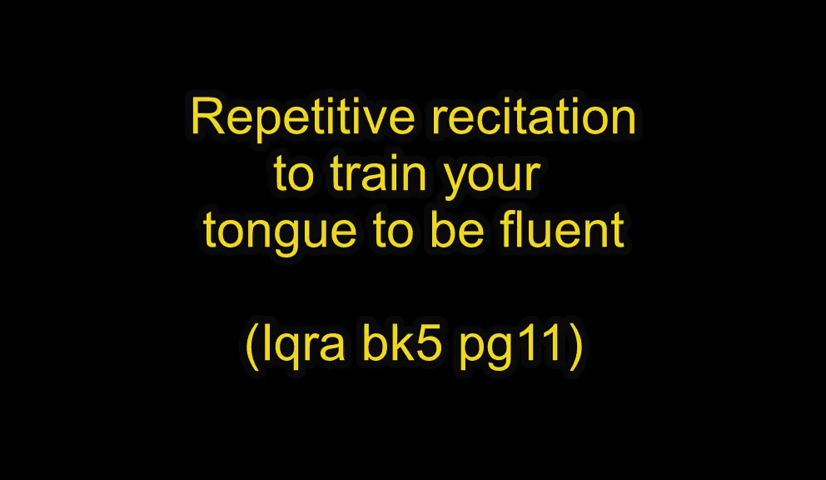 Repetitive recitation
to train your
tongue to be fluent
(Iqra bk5 pg11)